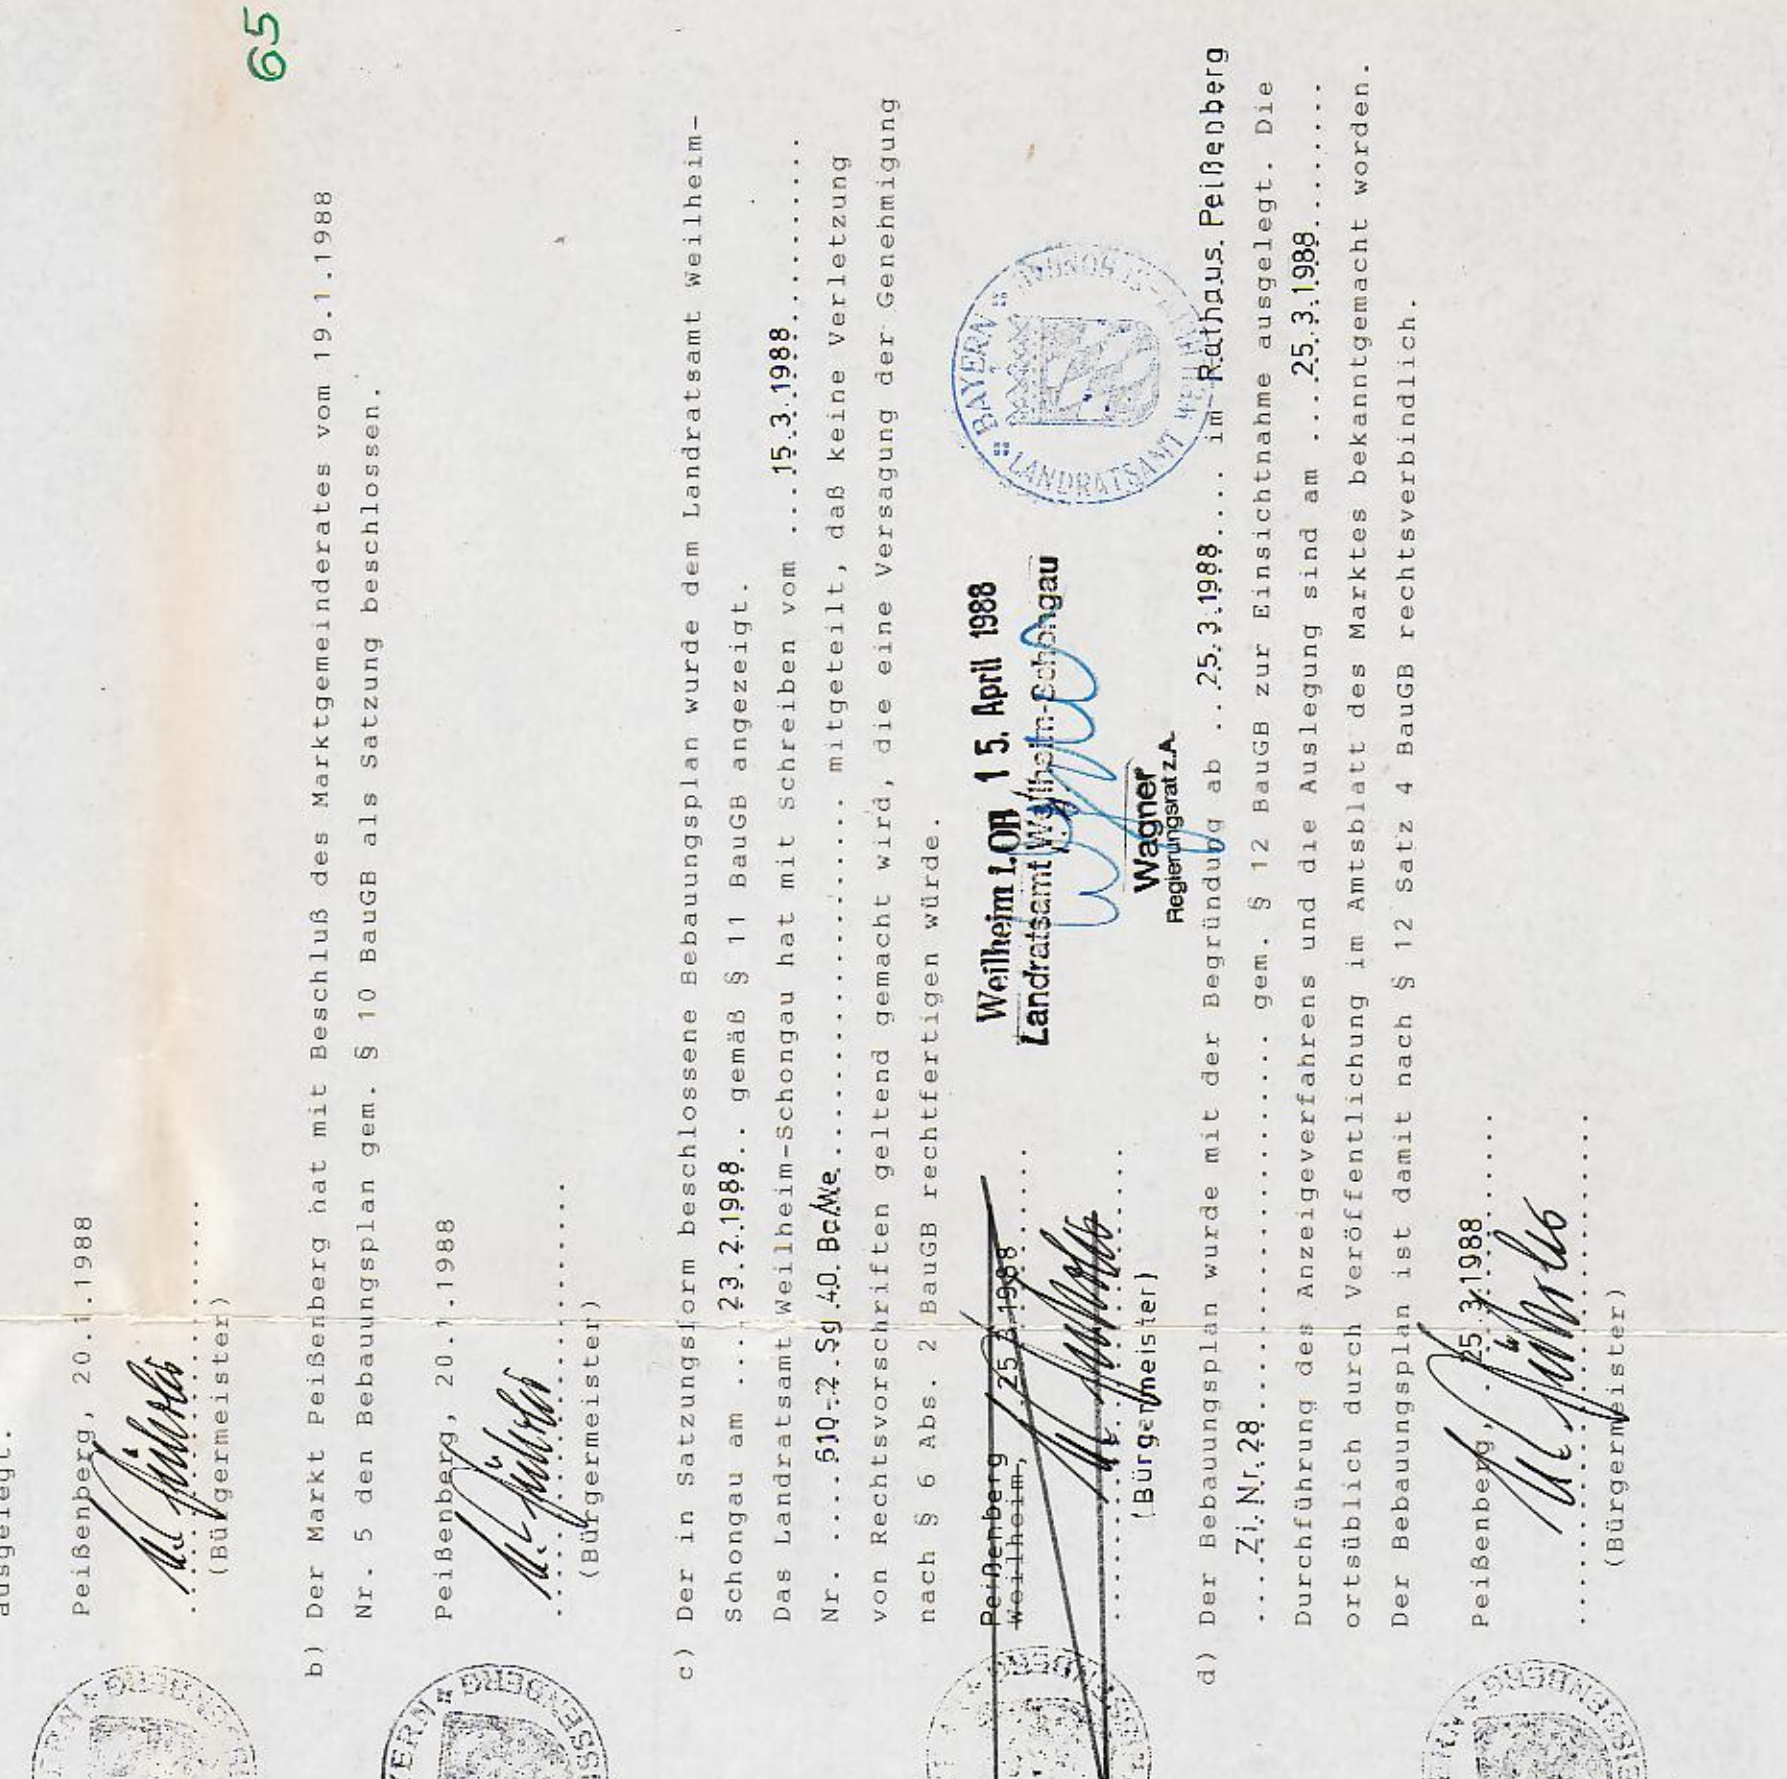 65
ausgelegt.
Peißenberg, 20.1.1988
(Bürgermeister)
b) Der Markt Peißenberg hat mit Beschluß des Marktgemeinderates vom 19.1.1988
Nr. 5 den Bebauungsplan gem. § 10 BauGB als Satzung beschlossen.
Peißenberg, 20.1.1988
(Bürgermeister)
c) Der in Satzungsform beschlossene Bebauungsplan wurde dem Landratsamt Weilheim-
Schongau am ....23.2.1988.. gemäß § 11 BauGB angezeigt.
Das Landratsamt Weilheim-Schongau hat mit Schreiben vom ....15.3.1988..........
Nr. ....610-2 Sg 40 Bo/We.................... mitgeteilt, daß keine Verletzung
von Rechtsvorschriften geltend gemacht wird, die eine Versagung der Genehmigung
nach § 6 Abs. 2 BauGB rechtfertigen würde.
Weilheim i.OB 15. April 1988
Landratsamt Weilheim-Schongau
BAYERN
LANDRATSAMT WEILHEIM-SCHONGAU
Peißenberg
Weilheim, 25.3.1988
(Bürgermeister)
Wagner
Regierungsrat z.A.
d) Der Bebauungsplan wurde mit der Begründung ab ..25.3.1988.... im Rathaus Peißenberg
....Zi.Nr.28.................... gem. § 12 BauGB zur Einsichtnahme ausgelegt. Die
Durchführung des Anzeigeverfahrens und die Auslegung sind am ....25.3.1988.........
ortsüblich durch Veröffentlichung im Amtsblatt des Marktes bekanntgemacht worden.
Der Bebauungsplan ist damit nach § 12 Satz 4 BauGB rechtsverbindlich.
Peißenberg, 25.3.1988......
(Bürgermeister)